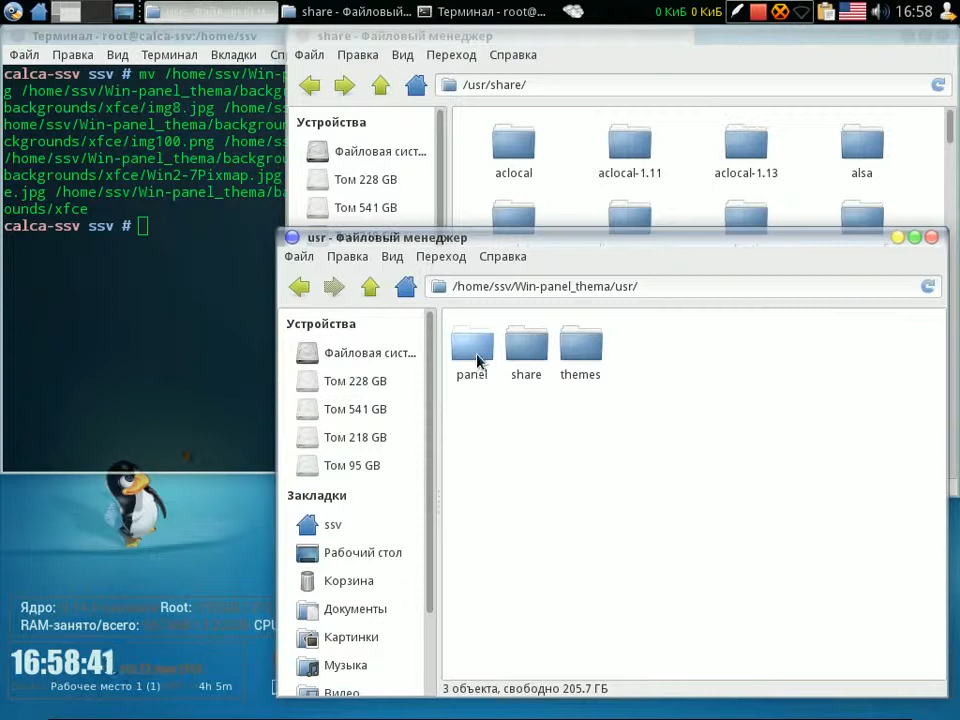 share - Файловый...
Терминал - root@...
0 КиБ 0 КиБ
16:58
Терминал - root@calca-ssv:/home/ssv
Файл Правка Вид Терминал Вкладки
calca-ssv ssv # mv /home/ssv/Win-p
g /home/ssv/Win-panel_thema/backg
backgrounds/xfce/img8.jpg /home/s
home/ssv/Win-panel_thema/backgrou
ckgrounds/xfce/img100.png /home/s
/home/ssv/Win-panel_thema/backgro
backgrounds/xfce/Win2-7Pixmap.jpg
e.jpg /home/ssv/Win-panel_thema/ba
ounds/xfce
calca-ssv ssv #
share - Файловый менеджер
Файл Правка Вид Переход Справка
/usr/share/
Устройства
Файловая сист...
Том 228 GB
Том 541 GB
aclocal aclocal-1.11 aclocal-1.13 alsa
usr - Файловый менеджер
Файл Правка Вид Переход Справка
/home/ssv/Win-panel_thema/usr/
Устройства
Файловая сист...
Том 228 GB
Том 541 GB
Том 218 GB
Том 95 GB
Закладки
ssv
Рабочий стол
Корзина
Документы
Картинки
Музыка
Видео
panel share themes
3 объекта, свободно 205.7 ГБ
Ядро: Root:
RAM-занято/всего: CPU
16:58:41
Рабочее место 1 (1) 4h 5m